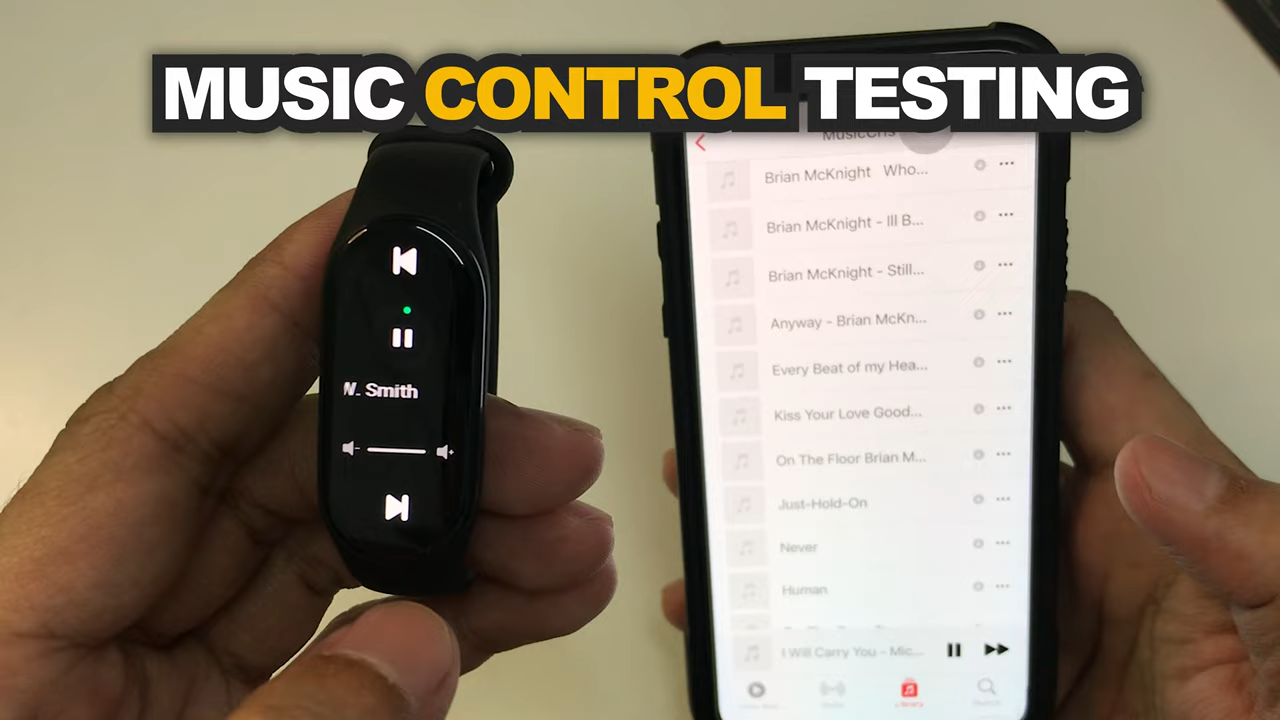 MUSIC CONTROL TESTING
W. Smith
Brian McKnight Who...
Brian McKnight - Ill B...
Brian McKnight - Still...
Anyway - Brian McKn...
Every Beat of my Hea...
Kiss Your Love Good...
On The Floor Brian M...
Just-Hold-On
Never
Human
I Will Carry You - Mic...
Library
Search